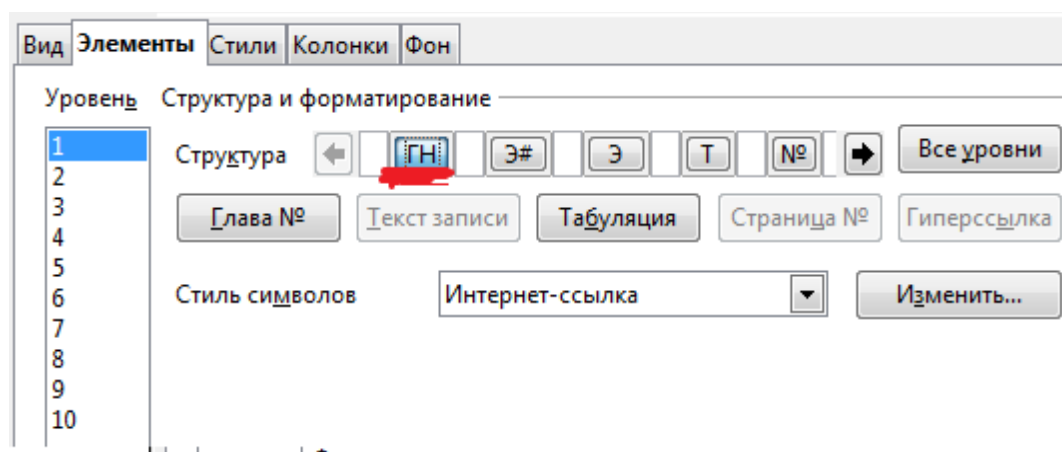 Вид Элементы Стили Колонки Фон
Уровень Структура и форматирование
1
Структура ГН Э# Э Т № Все уровни
2
3
Глава № Текст записи Табуляция Страница № Гиперссылка
4
5
6
Стиль символов Интернет-ссылка Изменить...
7
8
9
10